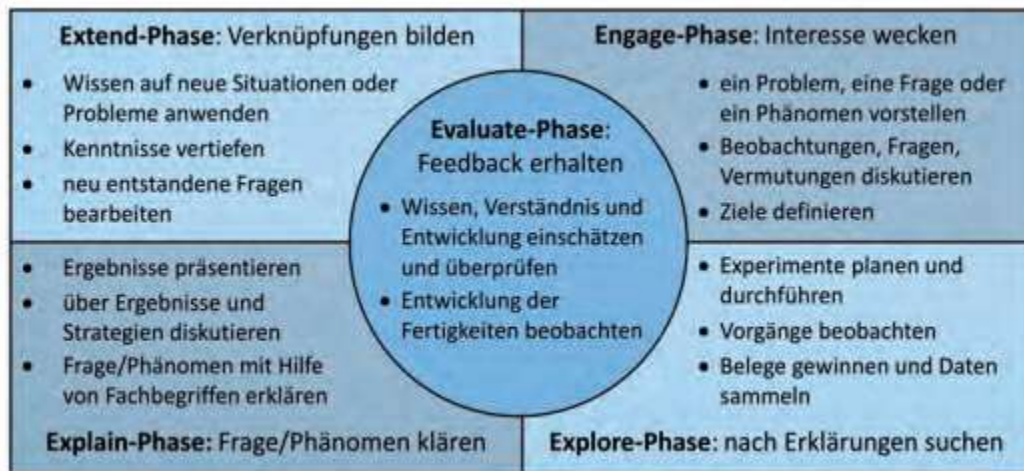 Extend-Phase: Verknüpfungen bilden
• Wissen auf neue Situationen oder
Probleme anwenden
• Kenntnisse vertiefen
• neu entstandene Fragen
bearbeiten
Engage-Phase: Interesse wecken
• ein Problem, eine Frage oder
ein Phänomen vorstellen
• Beobachtungen, Fragen,
Vermutungen diskutieren
• Ziele definieren
Evaluate-Phase:
Feedback erhalten
• Wissen, Verständnis und
Entwicklung einschätzen
und überprüfen
• Entwicklung der
Fertigkeiten beobachten
• Ergebnisse präsentieren
• über Ergebnisse und
Strategien diskutieren
• Frage/Phänomen mit Hilfe
von Fachbegriffen erklären
Explain-Phase: Frage/Phänomen klären
• Experimente planen und
durchführen
• Vorgänge beobachten
• Belege gewinnen und Daten
sammeln
Explore-Phase: nach Erklärungen suchen